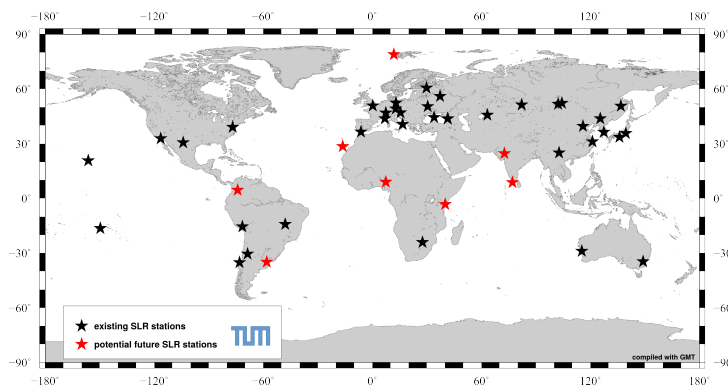 −180˚ −120˚ −60˚ 0˚ 60˚ 120˚ 180˚
90˚ 90˚
60˚ 60˚
30˚ 30˚
0˚ 0˚
−30˚ −30˚
−60˚ −60˚
−90˚ −90˚
existing SLR stations
potential future SLR stations
TUM
compiled with GMT
−180˚ −120˚ −60˚ 0˚ 60˚ 120˚ 180˚